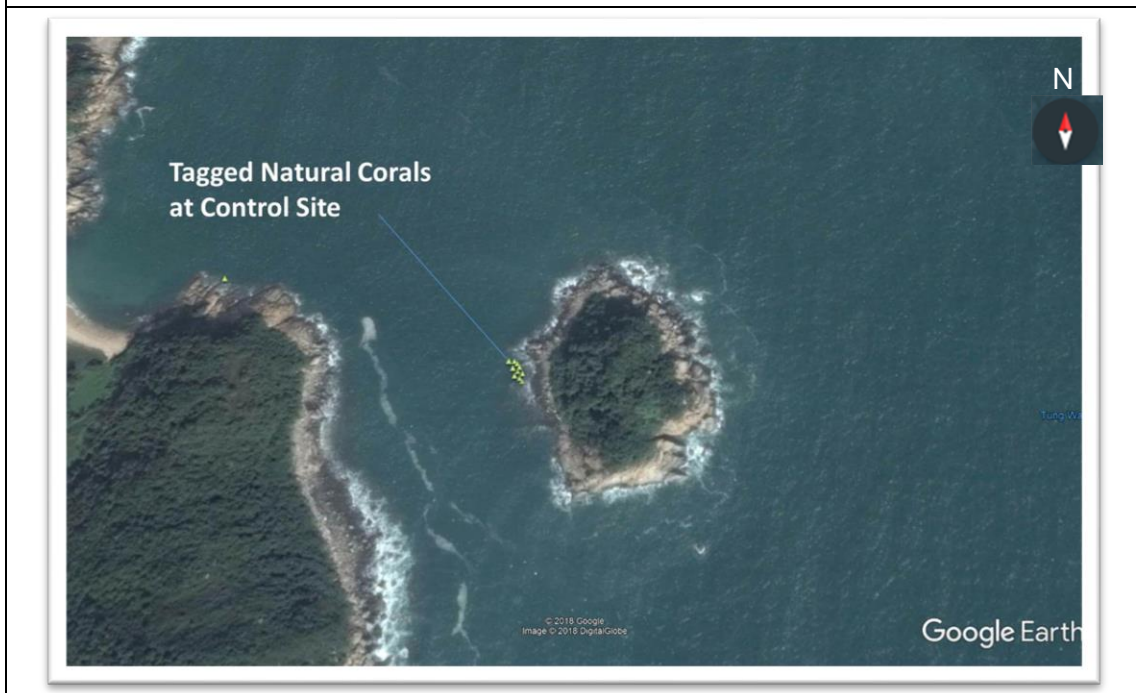 N
Tagged Natural Corals
at Control Site
© 2018 Google
Image © 2018 DigitalGlobe
Google Earth